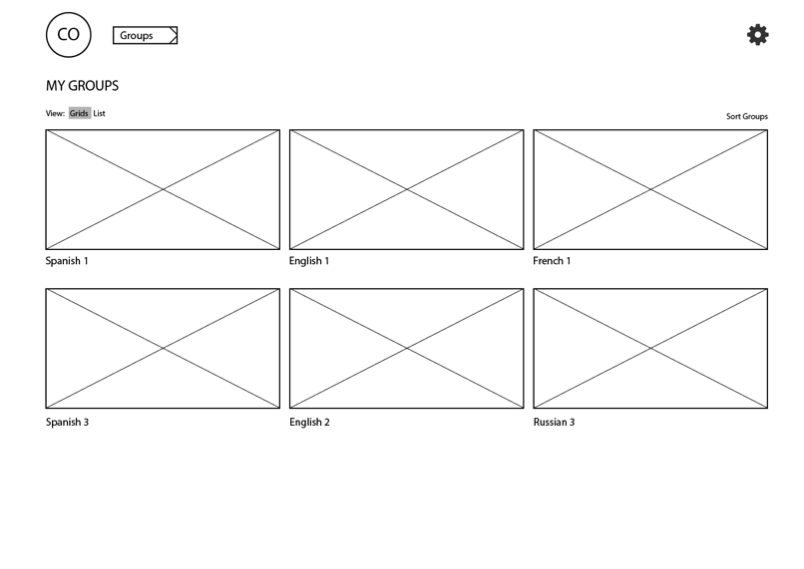 CO
Groups
MY GROUPS
View: Grids List
Sort Groups
Spanish 1
English 1
French 1
Spanish 3
English 2
Russian 3